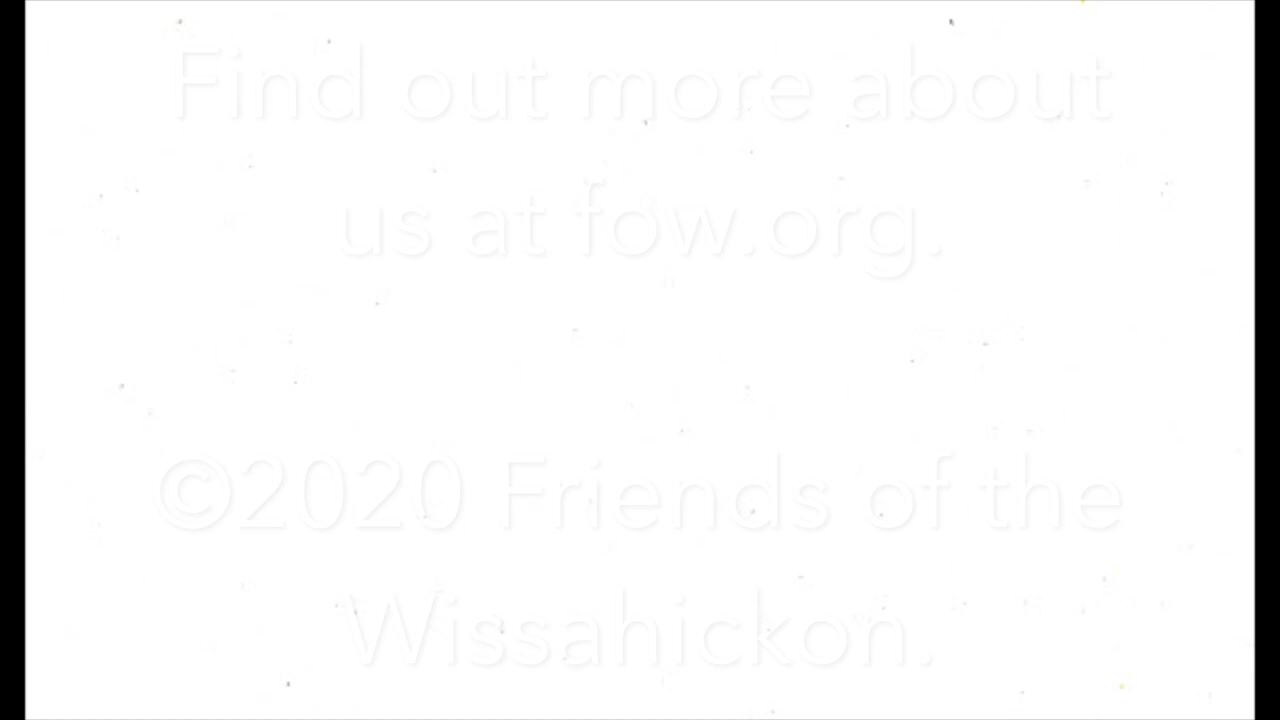 Find out more about
us at fow.org.
©2020 Friends of the
Wissahickon.